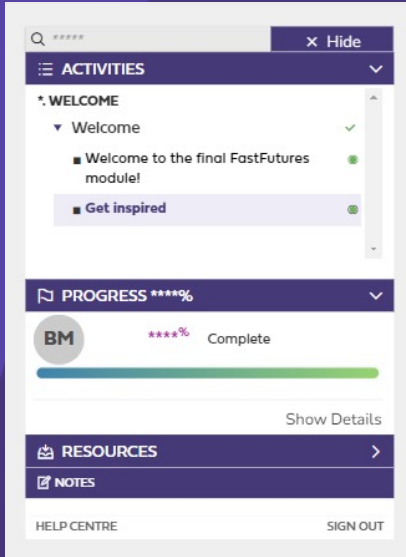 *****
× Hide
ACTIVITIES
*. WELCOME
Welcome
Welcome to the final FastFutures
module!
Get inspired
PROGRESS ****%
BM ****% Complete
Show Details
RESOURCES
NOTES
HELP CENTRE SIGN OUT